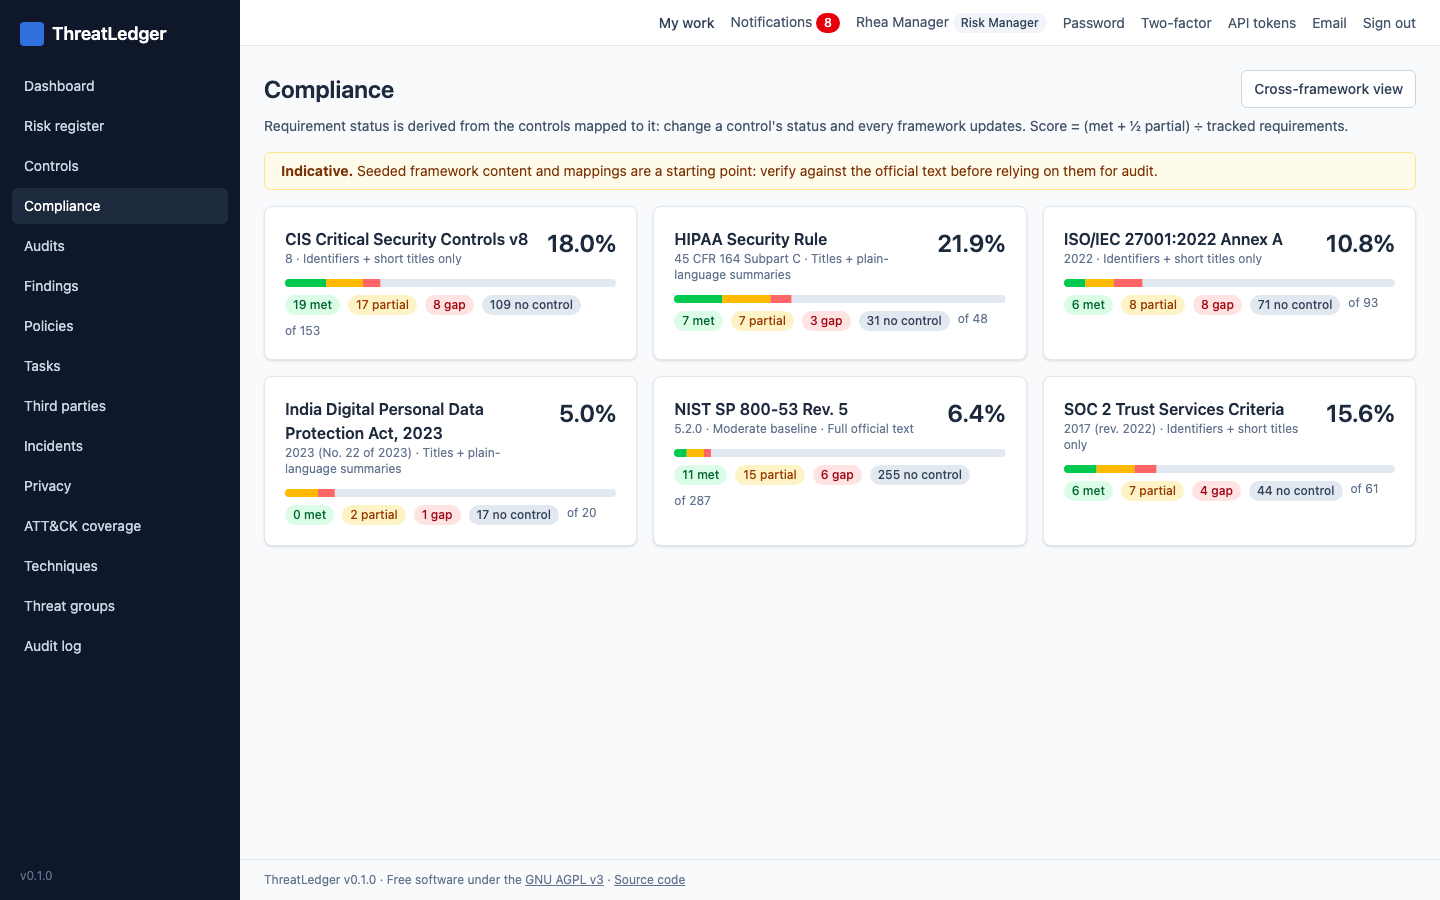 ThreatLedger
Dashboard
Risk register
Controls
Compliance
Audits
Findings
Policies
Tasks
Third parties
Incidents
Privacy
ATT&CK coverage
Techniques
Threat groups
Audit log
v0.1.0
My work Notifications 8 Rhea Manager Risk Manager Password Two-factor API tokens Email Sign out
Compliance
Cross-framework view
Requirement status is derived from the controls mapped to it: change a control's status and every framework updates. Score = (met + ½ partial) ÷ tracked requirements.
Indicative. Seeded framework content and mappings are a starting point: verify against the official text before relying on them for audit.
CIS Critical Security Controls v8 18.0%
8 · Identifiers + short titles only
19 met 17 partial 8 gap 109 no control
of 153
HIPAA Security Rule 21.9%
45 CFR 164 Subpart C · Titles + plain-
language summaries
7 met 7 partial 3 gap 31 no control of 48
ISO/IEC 27001:2022 Annex A 10.8%
2022 · Identifiers + short titles only
6 met 8 partial 8 gap 71 no control of 93
India Digital Personal Data 5.0%
Protection Act, 2023
2023 (No. 22 of 2023) · Titles + plain-
language summaries
0 met 2 partial 1 gap 17 no control of 20
NIST SP 800-53 Rev. 5 6.4%
5.2.0 · Moderate baseline · Full official text
11 met 15 partial 6 gap 255 no control
of 287
SOC 2 Trust Services Criteria 15.6%
2017 (rev. 2022) · Identifiers + short titles
only
6 met 7 partial 4 gap 44 no control of 61
ThreatLedger v0.1.0 · Free software under the GNU AGPL v3 · Source code